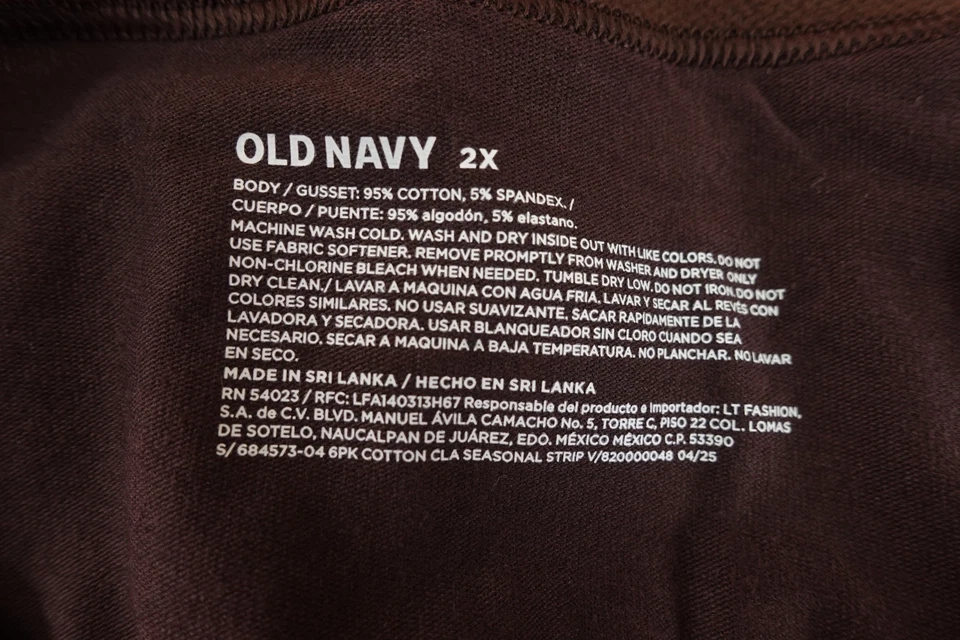 OLD NAVY 2X
BODY / GUSSET: 95% COTTON, 5% SPANDEX. /
CUERPO / PUENTE: 95% algodón, 5% elastano.
MACHINE WASH COLD. WASH AND DRY INSIDE OUT WITH LIKE COLORS. DO NOT
USE FABRIC SOFTENER. REMOVE PROMPTLY FROM WASHER AND DRYER ONLY
NON-CHLORINE BLEACH WHEN NEEDED. TUMBLE DRY LOW. DO NOT IRON. DO NOT
DRY CLEAN./ LAVAR A MAQUINA CON AGUA FRIA. LAVAR Y SECAR AL REVÉS CON
COLORES SIMILARES. NO USAR SUAVIZANTE. SACAR RAPIDAMENTE DE LA
LAVADORA Y SECADORA. USAR BLANQUEADOR SIN CLORO CUANDO SEA
NECESARIO. SECAR A MAQUINA A BAJA TEMPERATURA. NO PLANCHAR. NO LAVAR
EN SECO.
MADE IN SRI LANKA / HECHO EN SRI LANKA
RN 54023 / RFC: LFA140313H67 Responsable del producto e Importador: LT FASHION,
S.A. de C.V. BLVD. MANUEL ÁVILA CAMACHO No. 5, TORRE C, PISO 22 COL. LOMAS
DE SOTELO, NAUCALPAN DE JUÁREZ, EDO. MÉXICO MÉXICO C.P. 53390
S/ 684573-04 6PK COTTON CLA SEASONAL STRIP V/820000048 04/25